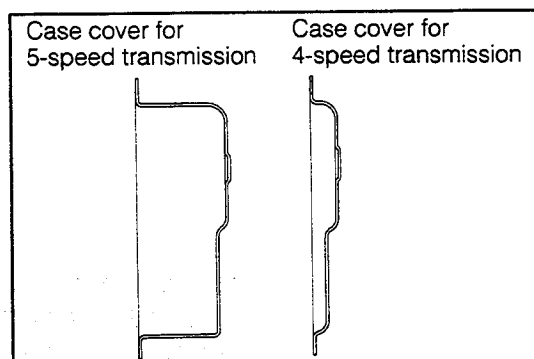 Case cover for
5-speed transmission
Case cover for
4-speed transmission